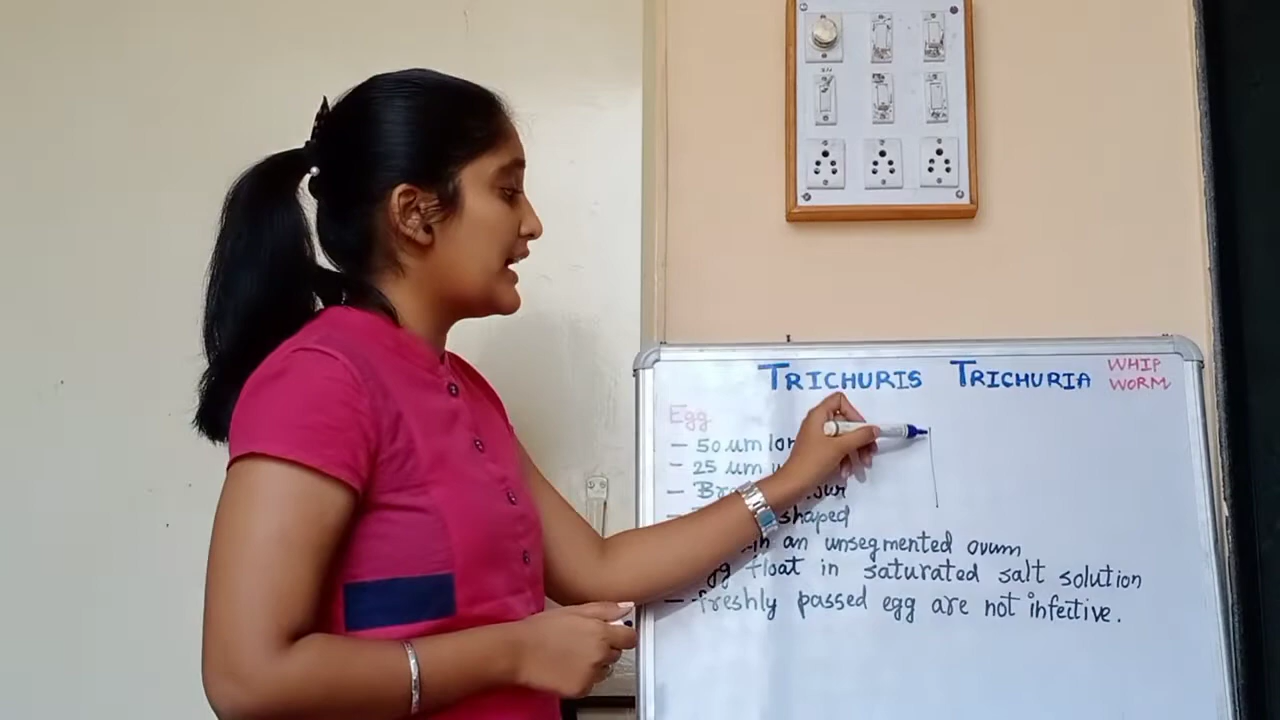 TRICHURIS TRICHURIA
WHIP
WORM
Egg
- 50 um
- 25 um
-
shaped
an unsegmented ovum
float in saturated salt solution
- freshly passed egg are not infective.